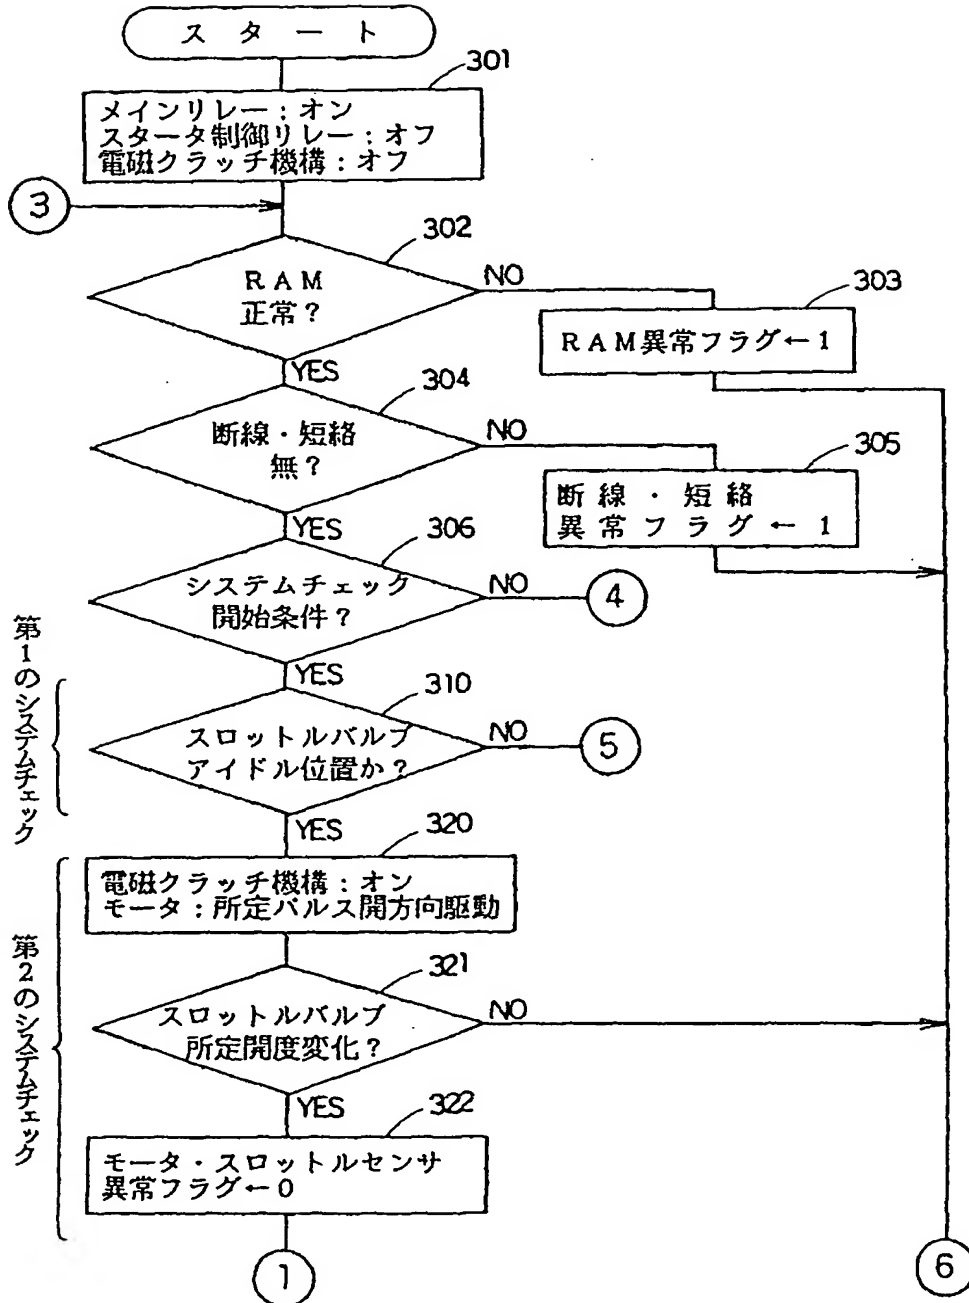 スタート
301
メインリレー：オン
スタータ制御リレー：オフ
電磁クラッチ機構：オフ
3
302
RAM
正常？
NO
303
RAM異常フラグ←1
YES
304
断線・短絡
無？
NO
305
断線・短絡
異常フラグ←1
YES
306
システムチェック
開始条件？
NO
4
YES
第1のシステムチェック
310
スロットルバルブ
アイドル位置か？
NO
5
YES
第2のシステムチェック
320
電磁クラッチ機構：オン
モータ：所定パルス開方向駆動
321
スロットルバルブ
所定開度変化？
NO
YES
322
モータ・スロットルセンサ
異常フラグ←0
1
6